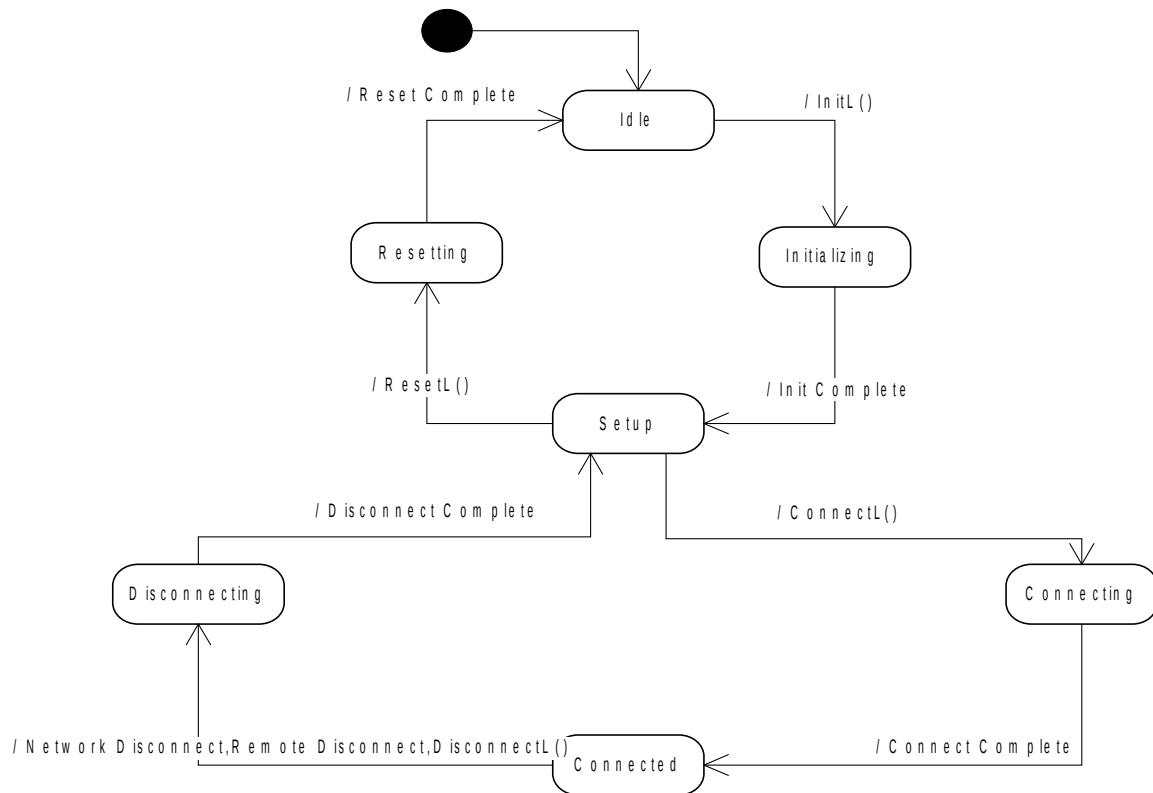 / Reset Complete
/ InitL()
Idle
Resetting
Initializing
/ ResetL()
/ Init Complete
Setup
/ Disconnect Complete
/ ConnectL()
Disconnecting
Connecting
/ Network Disconnect,Remote Disconnect,DisconnectL()
/ Connect Complete
Connected